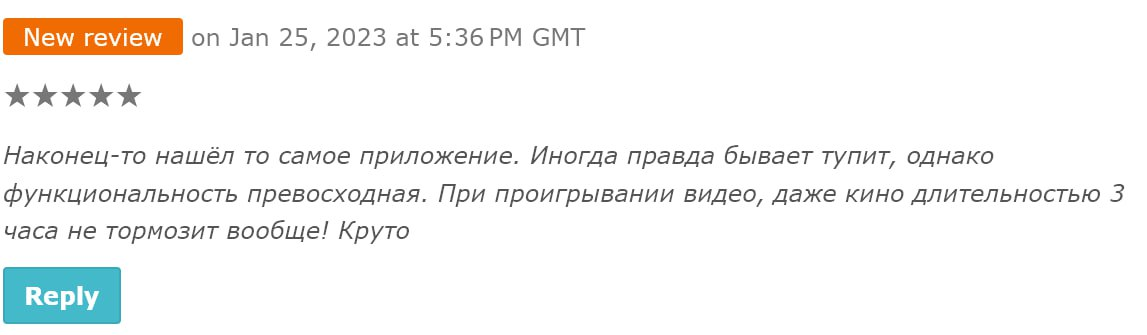 New review on Jan 25, 2023 at 5:36 PM GMT
★★★★★
Наконец-то нашёл то самое приложение. Иногда правда бывает тупит, однако
функциональность превосходная. При проигрывании видео, даже кино длительностью 3
часа не тормозит вообще! Круто
Reply